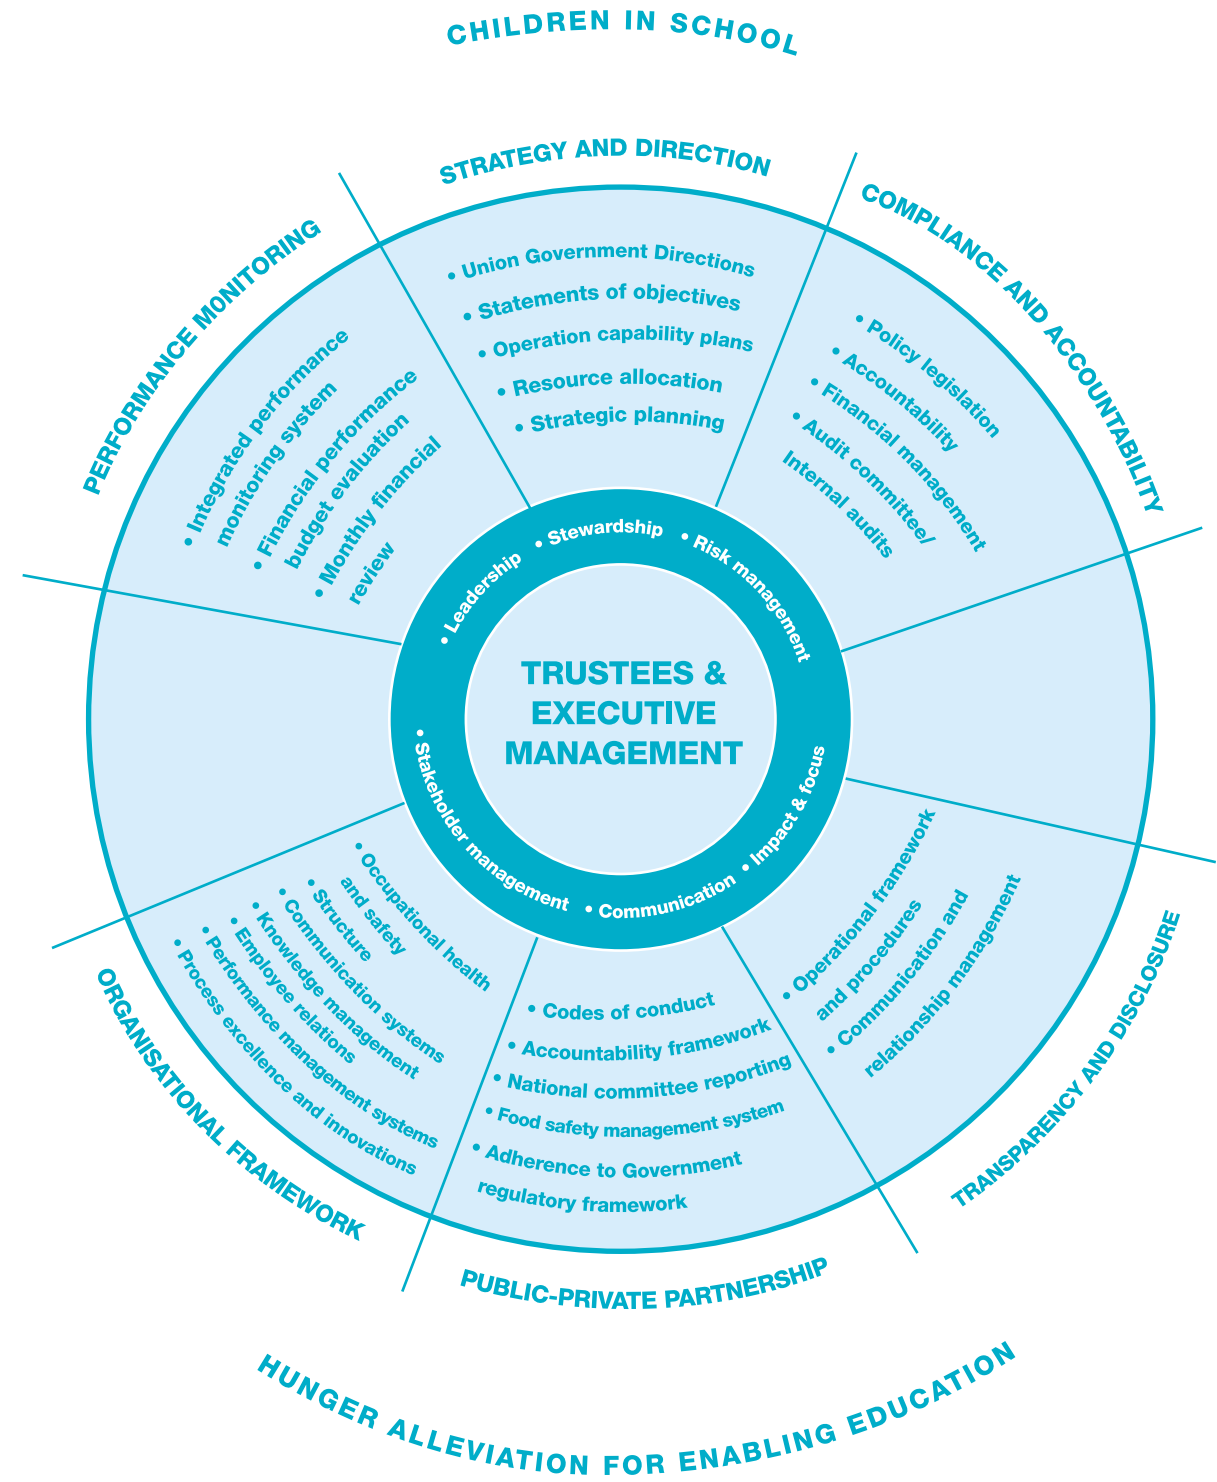 CHILDREN IN SCHOOL
STRATEGY AND DIRECTION
• Union Government Directions
• Statements of objectives
• Operation capability plans
• Resource allocation
• Strategic planning
COMPLIANCE AND ACCOUNTABILITY
• Policy legislation
• Accountability
• Financial management
• Audit committee/
Internal audits
PERFORMANCE MONITORING
• Integrated performance
monitoring system
• Financial performance
budget evaluation
• Monthly financial
review
• Leadership
• Stewardship
• Risk management
TRUSTEES &
EXECUTIVE
MANAGEMENT
• Stakeholder management
• Communication
• Impact & focus
TRANSPARENCY AND DISCLOSURE
• Operational framework
and procedures
• Communication and
relationship management
ORGANISATIONAL FRAMEWORK
• Occupational health
and safety
• Structure
• Communication systems
• Knowledge management
• Employee relations
• Performance management systems
• Process excellence and innovations
• Codes of conduct
• Accountability framework
• National committee reporting
• Food safety management system
• Adherence to Government
regulatory framework
PUBLIC-PRIVATE PARTNERSHIP
HUNGER ALLEVIATION FOR ENABLING EDUCATION